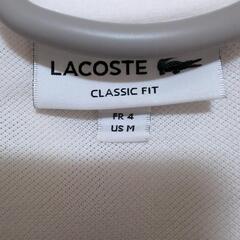 LACOSTE
CLASSIC FIT
FR 4
US M